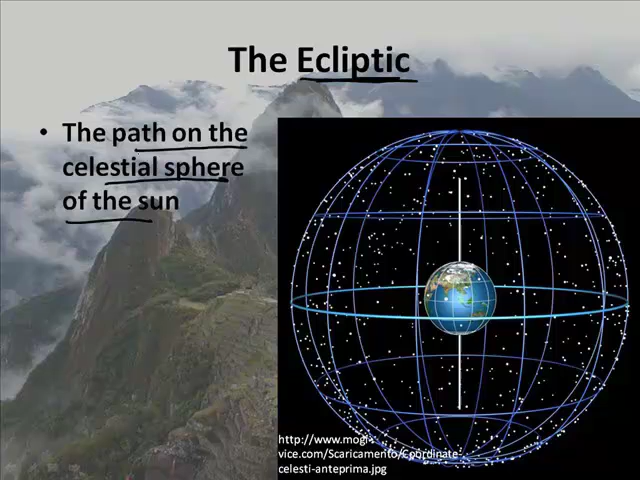 The Ecliptic
• The path on the
celestial sphere
of the sun
http://www.mogi-
vice.com/Scaricamento/Coordinate-
celesti-anteprima.jpg